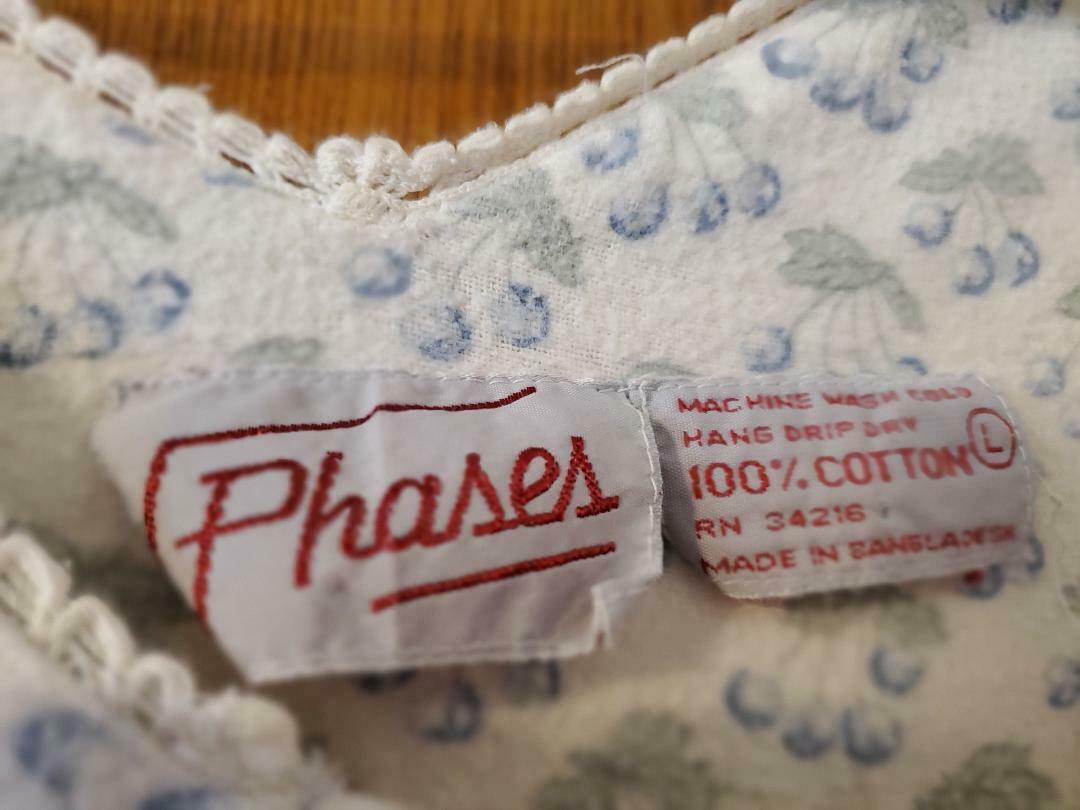 Phases
MACHINE WASH COLD
HANG DRIP DRY
L
100% COTTON
RN 34216
MADE IN BANGLADESH